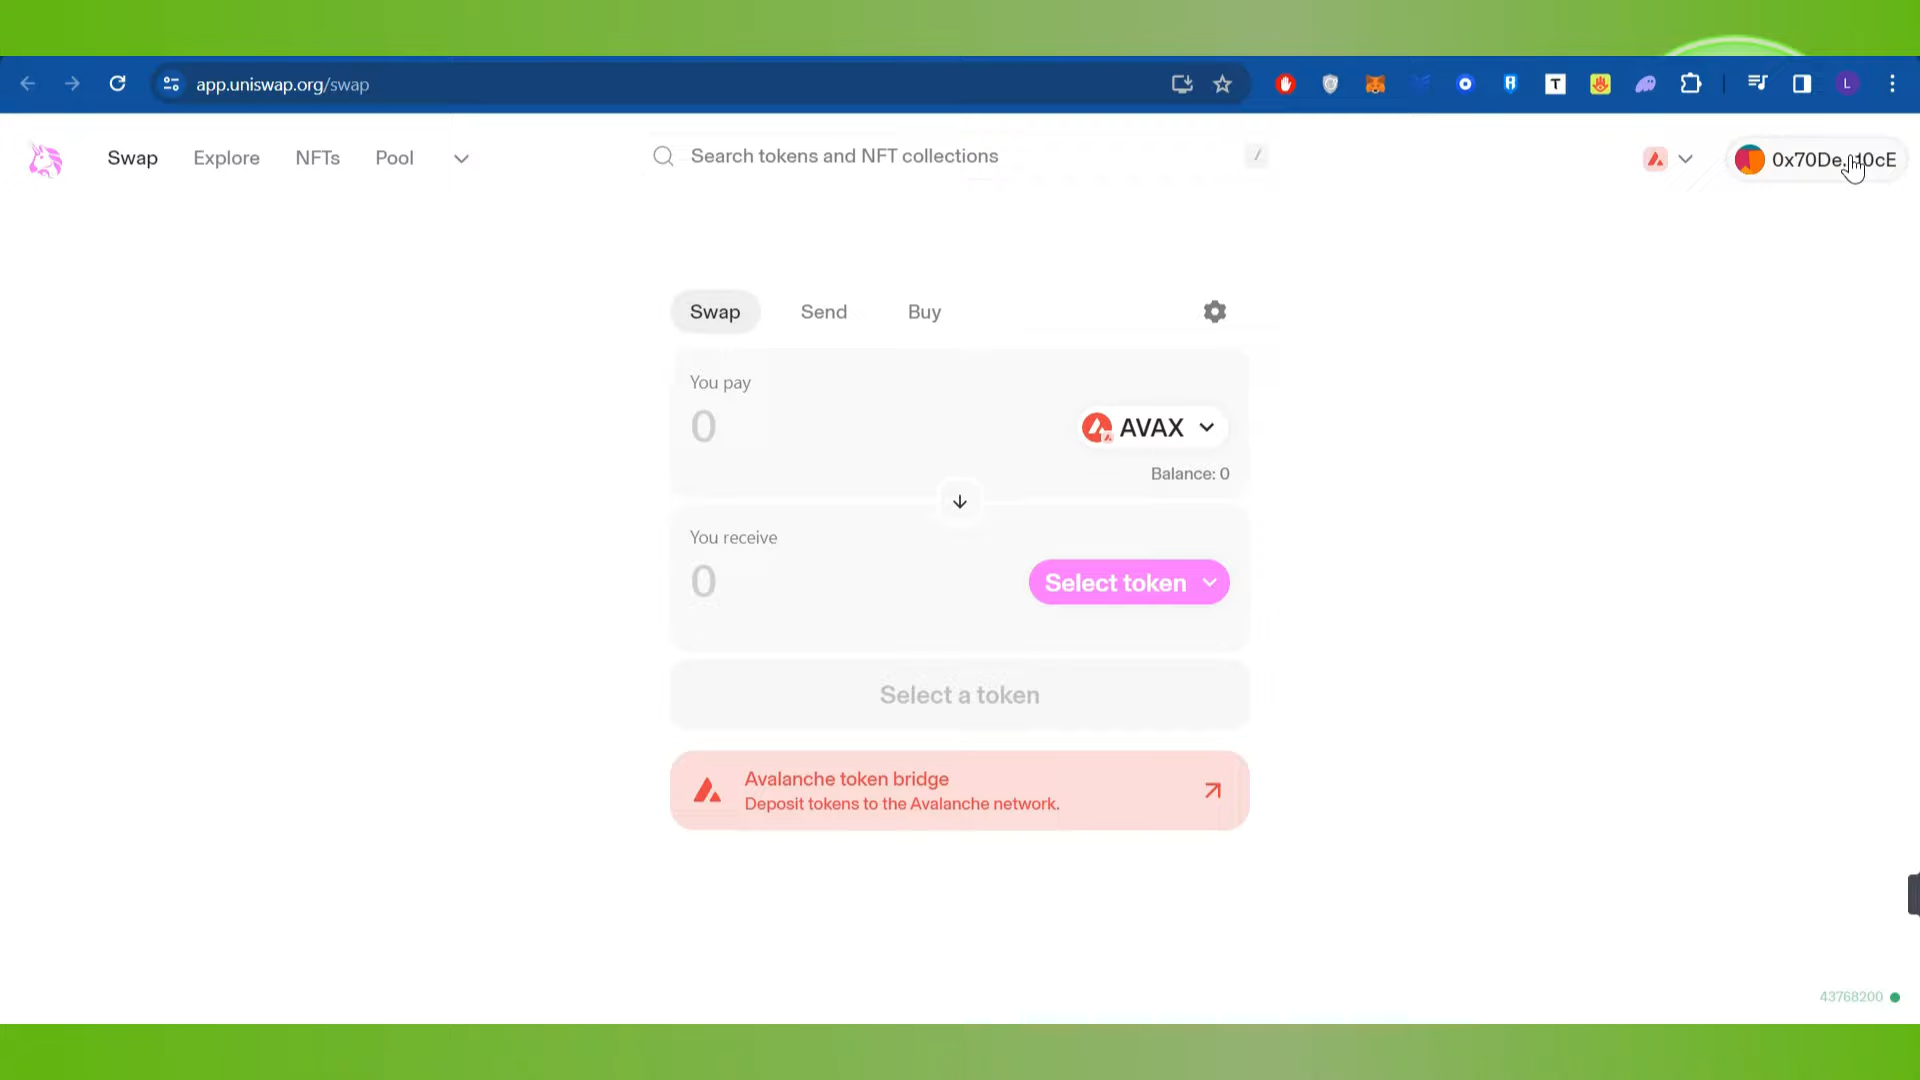 app.uniswap.org/swap
T
L
Swap
Explore
NFTs
Pool
Search tokens and NFT collections
/
Swap
Send
Buy
You pay
0
AVAX
Balance: 0
You receive
0
Select token
Select a token
Avalanche token bridge
Deposit tokens to the Avalanche network.
43768200